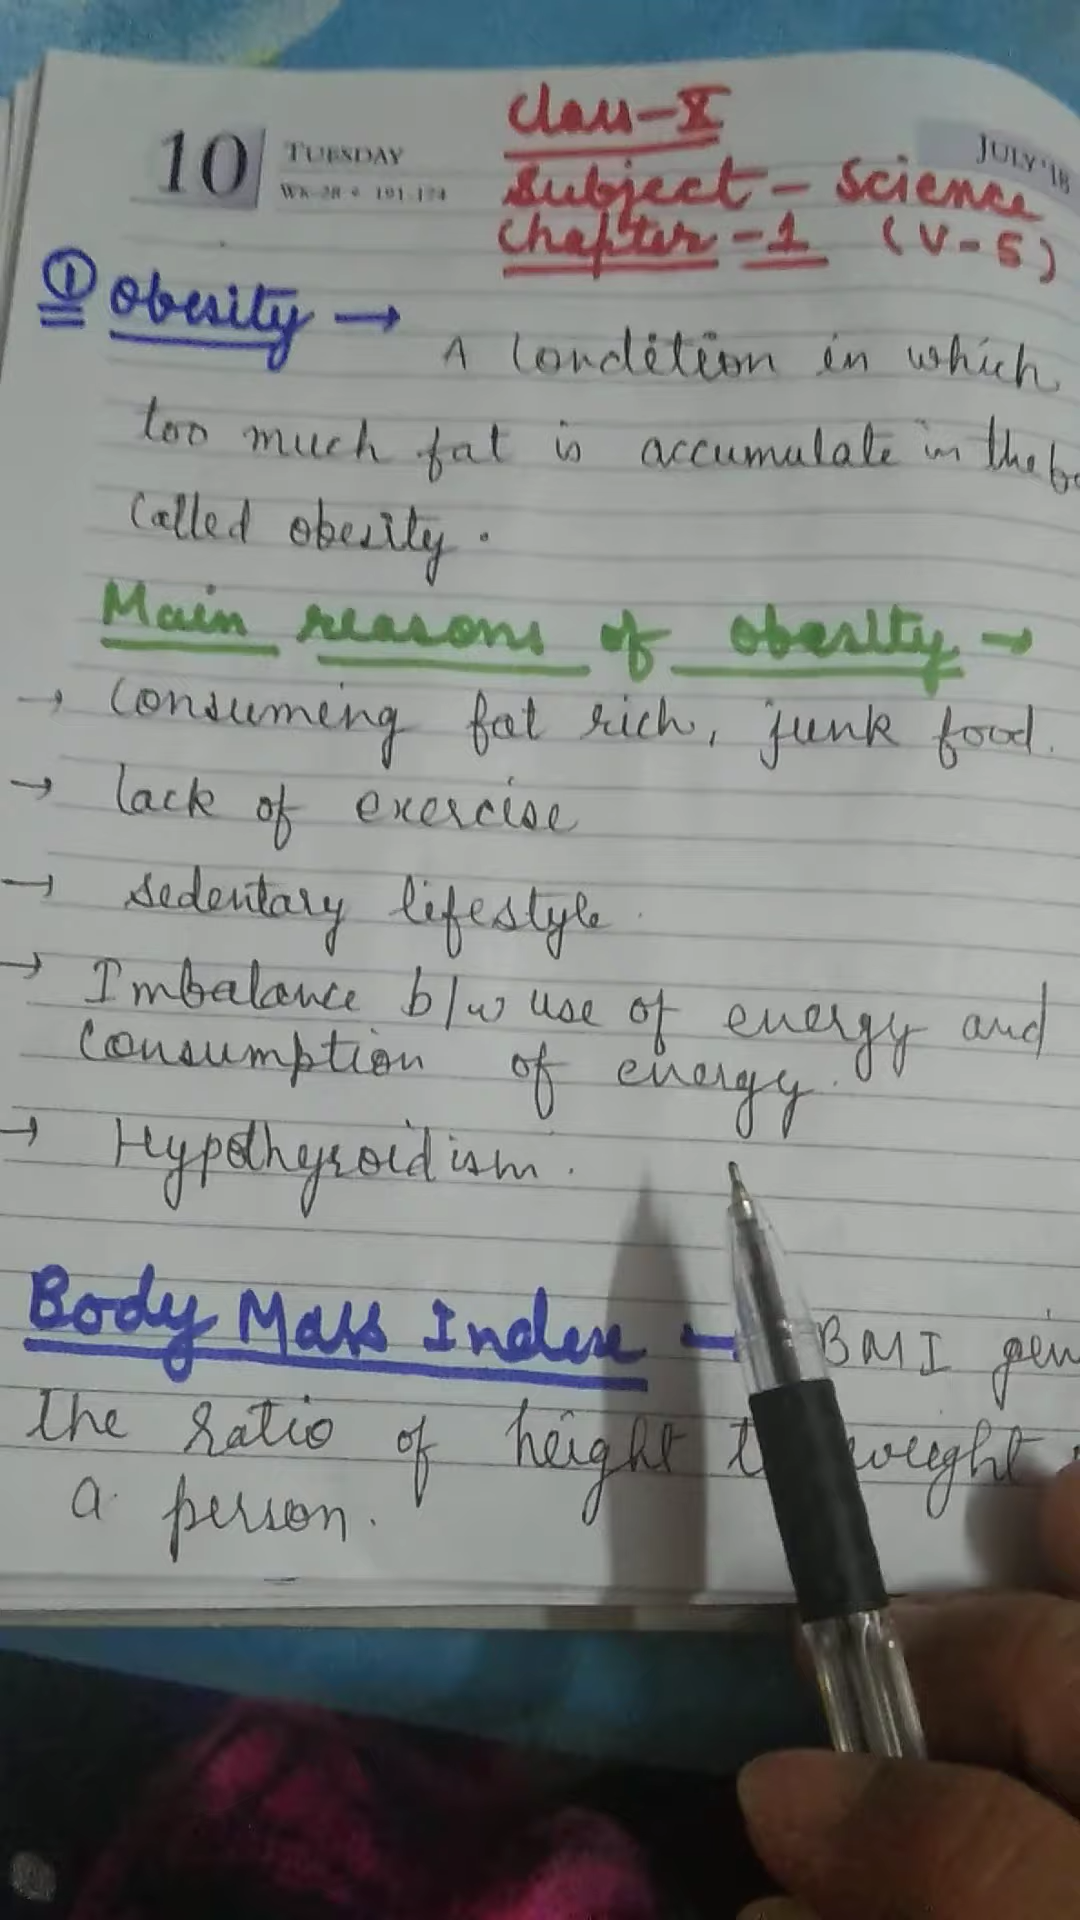 Class-X
10 TUESDAY JULY'18
WK-28 • 191-174
Subject - Science
Chapter-1 (V-5)
① Obesity →
A condition in which
too much fat is accumulate in the
called obesity.
Main reasons of obesity →
→ Consuming fat rich, junk food.
→ lack of exercise
→ sedentary lifestyle.
→ Imbalance b/w use of energy and
consumption of energy.
→ Hypothyroidism.
Body Mass Index - BMI
the ratio of height weight
a person.